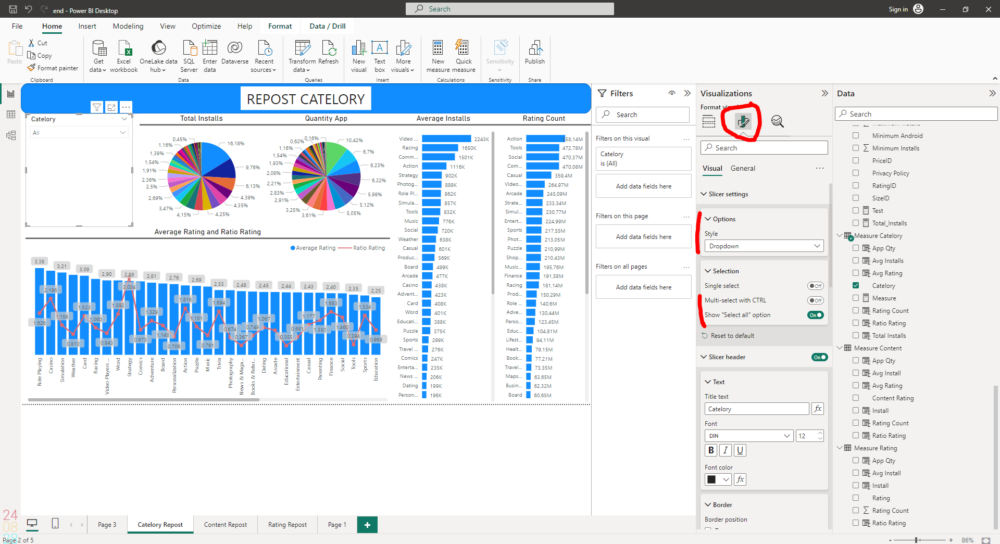 end - Power BI Desktop
Search
Sign in
File
Home
Insert
Modeling
View
Optimize
Help
Format
Data / Drill
Paste
Cut
Copy
Format painter
Clipboard
Get data
Excel workbook
OneLake data hub
SQL Server
Enter data
Dataverse
Recent sources
Data
Transform data
Refresh
Queries
New visual
Text box
More visuals
Insert
New measure
Quick measure
Calculations
Sensitivity
Sensitivity
Publish
Share
REPOST CATELORY
Catelory
All
Total Installs
0,45%
1,16%
1,39%
1,54%
1,91%
2,36%
2,5%
2,69%
3,47%
4,15%
16,18%
9,76%
6,13%
4,39%
4,35%
4,25%
Quantity App
0,16%
0,62%
1,16%
1,54%
1,93%
2,08%
2,21%
2,83%
2,91%
3,25%
3,61%
10,42%
6,7%
6,23%
6,22%
5,98%
5,12%
5,05%
Average Installs
Video ... 2243K
Racing 1650K
Comm... 1501K
Action 1116K
Strategy 902K
Photog... 889K
Role Pl... 862K
Simula... 857K
Tools 832K
Music 776K
Social 720K
Weather 638K
Casual 601K
Produc... 569K
Board 499K
Arcade 477K
Casino 438K
Advent... 423K
Card 408K
Word 401K
Educati... 388K
Puzzle 375K
Sports 299K
Travel ... 276K
Comics 247K
Enterta... 235K
News ... 206K
Dating 199K
Person... 196K
Rating Count
Action 558,14M
Tools 472,78M
Social 470,37M
Com... 470,08M
Casual 359,4M
Video... 264,97M
Arcade 245,09M
Strate... 233,34M
Simul... 230,77M
Entert... 224,99M
Sports 217,55M
Phot... 213,05M
Puzzle 210,99M
Shop... 210,43M
Music... 195,76M
Finance 191,58M
Racing 181,14M
Prod... 150,29M
Role ... 140,6M
Adve... 130,44M
Perso... 123,45M
Educ... 104,81M
Lifest... 94,11M
Healt... 79,15M
Book... 77,21M
Travel... 73,35M
Maps... 63,65M
Busin... 62,32M
Board 60,65M
Average Rating and Ratio Rating
Average Rating
Ratio Rating
3,38
3,21
3,09
2,90
2,88
2,81
2,76
2,69
2,53
2,48
2,45
2,44
2,43
2,40
2,35
2,25
1,626
2,196
1,156
0,810
1,523
1,060
0,843
1,592
3,034
0,973
1,329
1,148
0,706
1,816
1,101
0,761
1,694
0,674
0,367
0,749
1,067
0,355
0,691
1,177
1,350
1,683
1,460
0,394
1,534
0,969
Role Playing
Casino
Simulation
Weather
Card
Racing
Video Players ...
Word
Strategy
Comics
Adventure
Board
Personalization
Action
Puzzle
Music
Trivia
Photography
News & Maga...
Books & Refer...
Dating
Arcade
Educational
Entertainment
Casual
Parenting
Finance
Social
Tools
Sports
Education
Filters
Search
Filters on this visual
Catelory
is (All)
Add data fields here
Filters on this page
Add data fields here
Filters on all pages
Add data fields here
Visualizations
Search
Visual
General
Slicer settings
Options
Style
Dropdown
Selection
Single select Off
Multi-select with CTRL Off
Show "Select all" option On
Reset to default
Slicer header On
Text
Title text
Catelory
fx
Font
DIN
12
B I U
Font color
fx
Border
Border position
Data
Search
Maximum Installs
Minimum Android
Minimum Installs
PriceID
Privacy Policy
RatingID
SizeID
Test
Total_Installs
Measure Catelory
App Qty
Avg Installs
Avg Rating
Catelory
Measure
Rating Count
Ratio Rating
Total Installs
Measure Content
App Qty
Avg Install
Avg Rating
Content Rating
Install
Rating Count
Ratio Rating
Measure Rating
App Qty
Avg Install
Install
Rating
Rating Count
Ratio Rating
24
08
Page 3
Catelory Repost
Content Repost
Rating Repost
Page 1
Page 2 of 5
86%